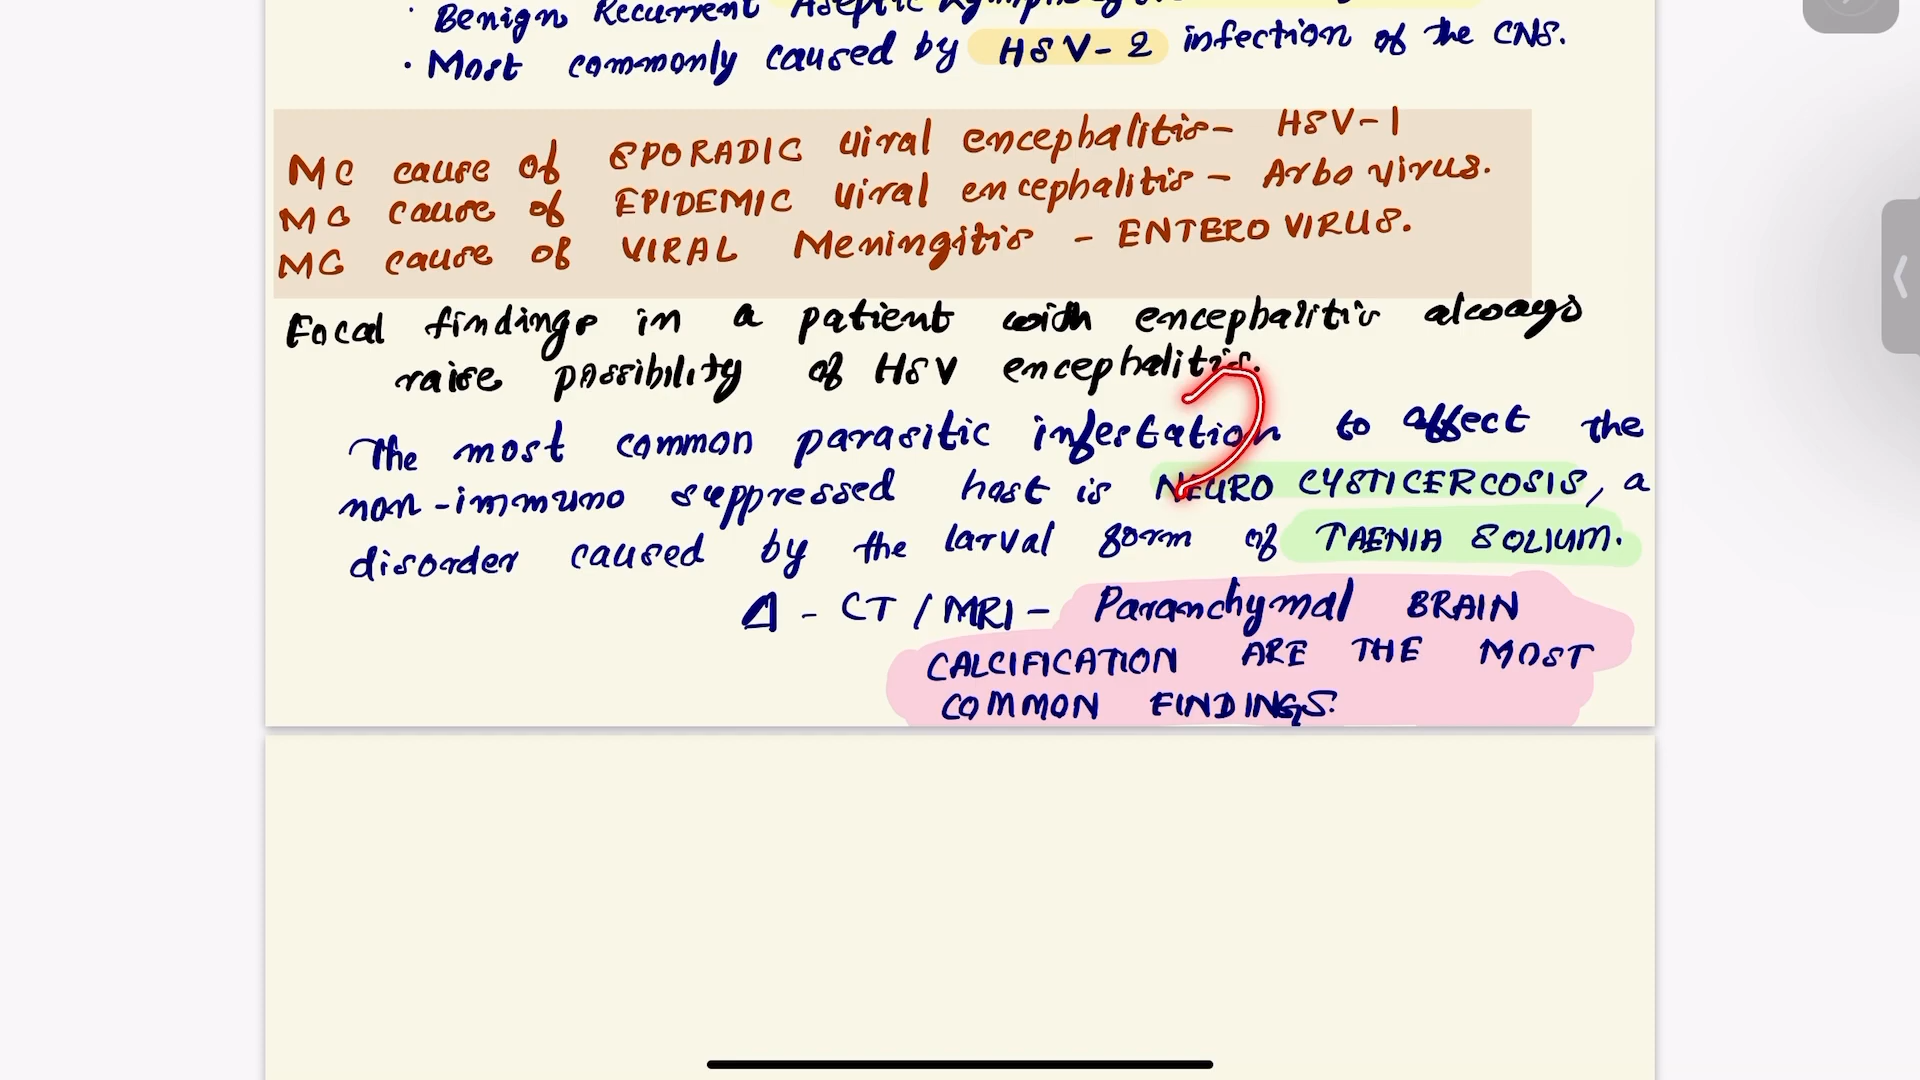 · Benign Recurrent Aseptic
· Most commonly caused by HSV-2 infection of the CNS.
MC cause of SPORADIC viral encephalitis- HSV-1
MC cause of EPIDEMIC viral encephalitis - Arbo virus.
MC cause of VIRAL Meningitis - ENTERO VIRUS.
Focal findings in a patient with encephalitis always
raise possibility of HSV encephalitis.
The most common parasitic infestation to affect the
non-immuno suppressed host is NEURO CYSTICERCOSIS, a
disorder caused by the larval form of TAENIA SOLIUM.
Δ - CT / MRI - Paranchymal BRAIN
CALCIFICATION ARE THE MOST
COMMON FINDINGS.